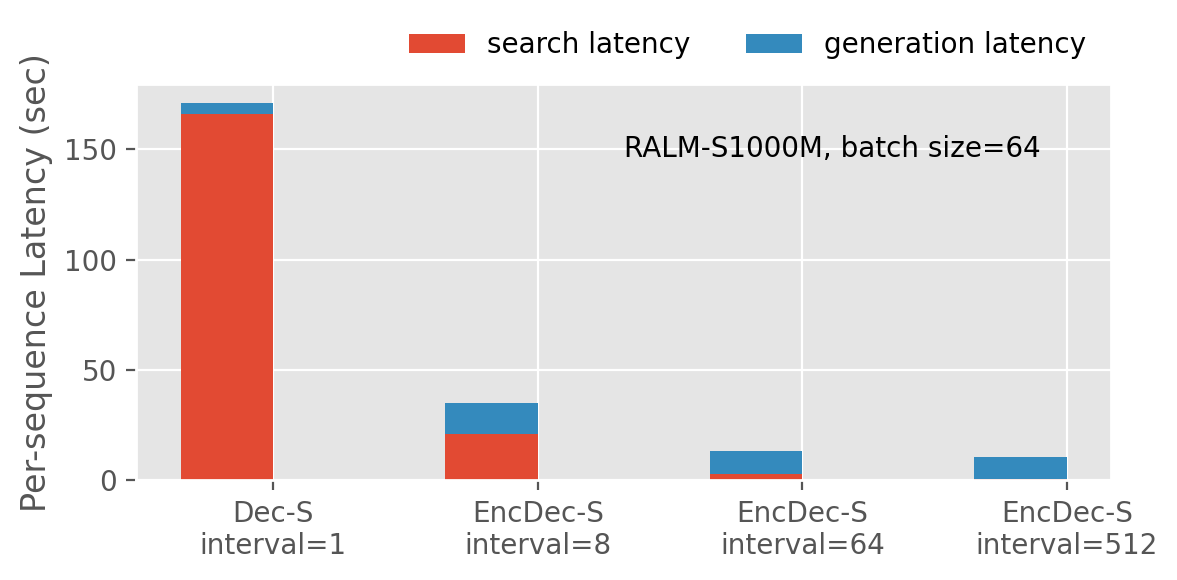 search latency
generation latency
Per-sequence Latency (sec)
150
100
50
0
RALM-S1000M, batch size=64
Dec-S
interval=1
EncDec-S
interval=8
EncDec-S
interval=64
EncDec-S
interval=512